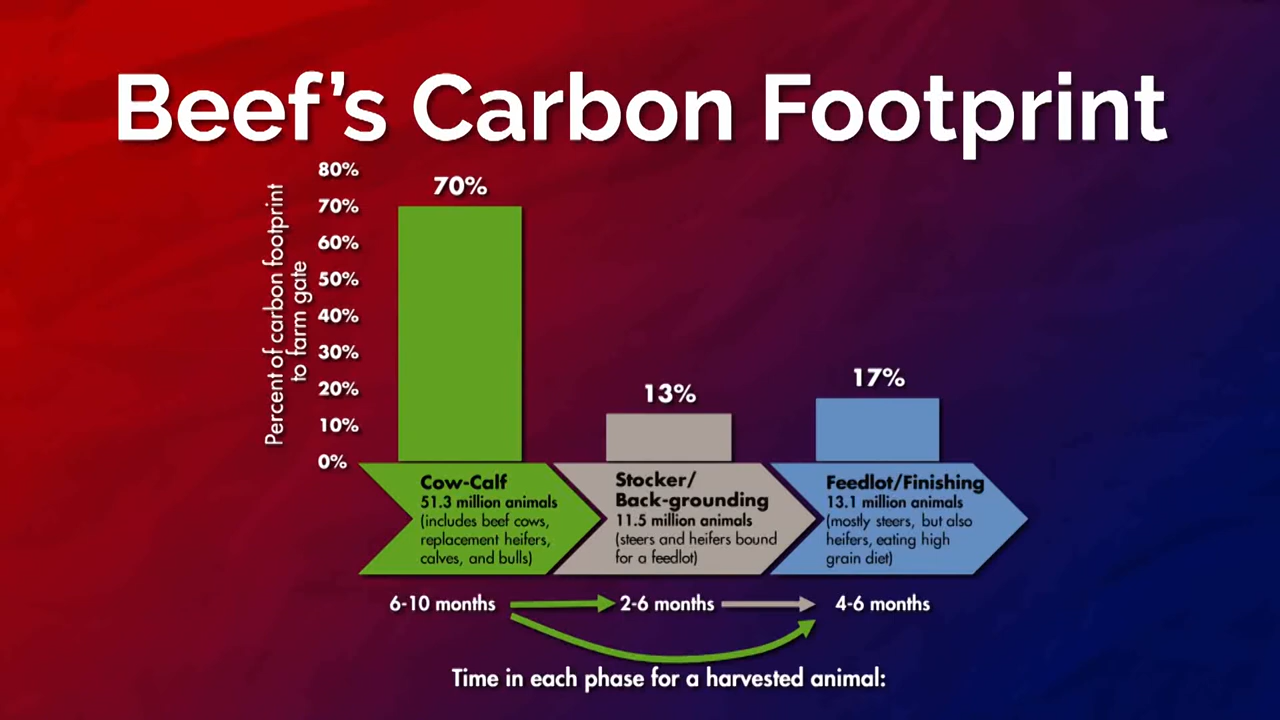 Beef's Carbon Footprint
Percent of carbon footprint
to farm gate
80%
70%
60%
50%
40%
30%
20%
10%
0%
70%
13%
17%
Cow-Calf
51.3 million animals
(includes beef cows,
replacement heifers,
calves, and bulls)
Stocker/
Back-grounding
11.5 million animals
(steers and heifers bound
for a feedlot)
Feedlot/Finishing
13.1 million animals
(mostly steers, but also
heifers, eating high
grain diet)
6-10 months
2-6 months
4-6 months
Time in each phase for a harvested animal: